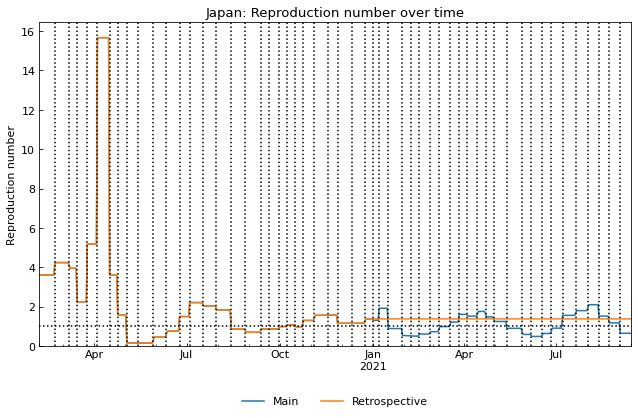 Japan: Reproduction number over time
Reproduction number
16
14
12
10
8
6
4
2
0
Apr Jul Oct Jan Apr Jul
2021
Main Retrospective